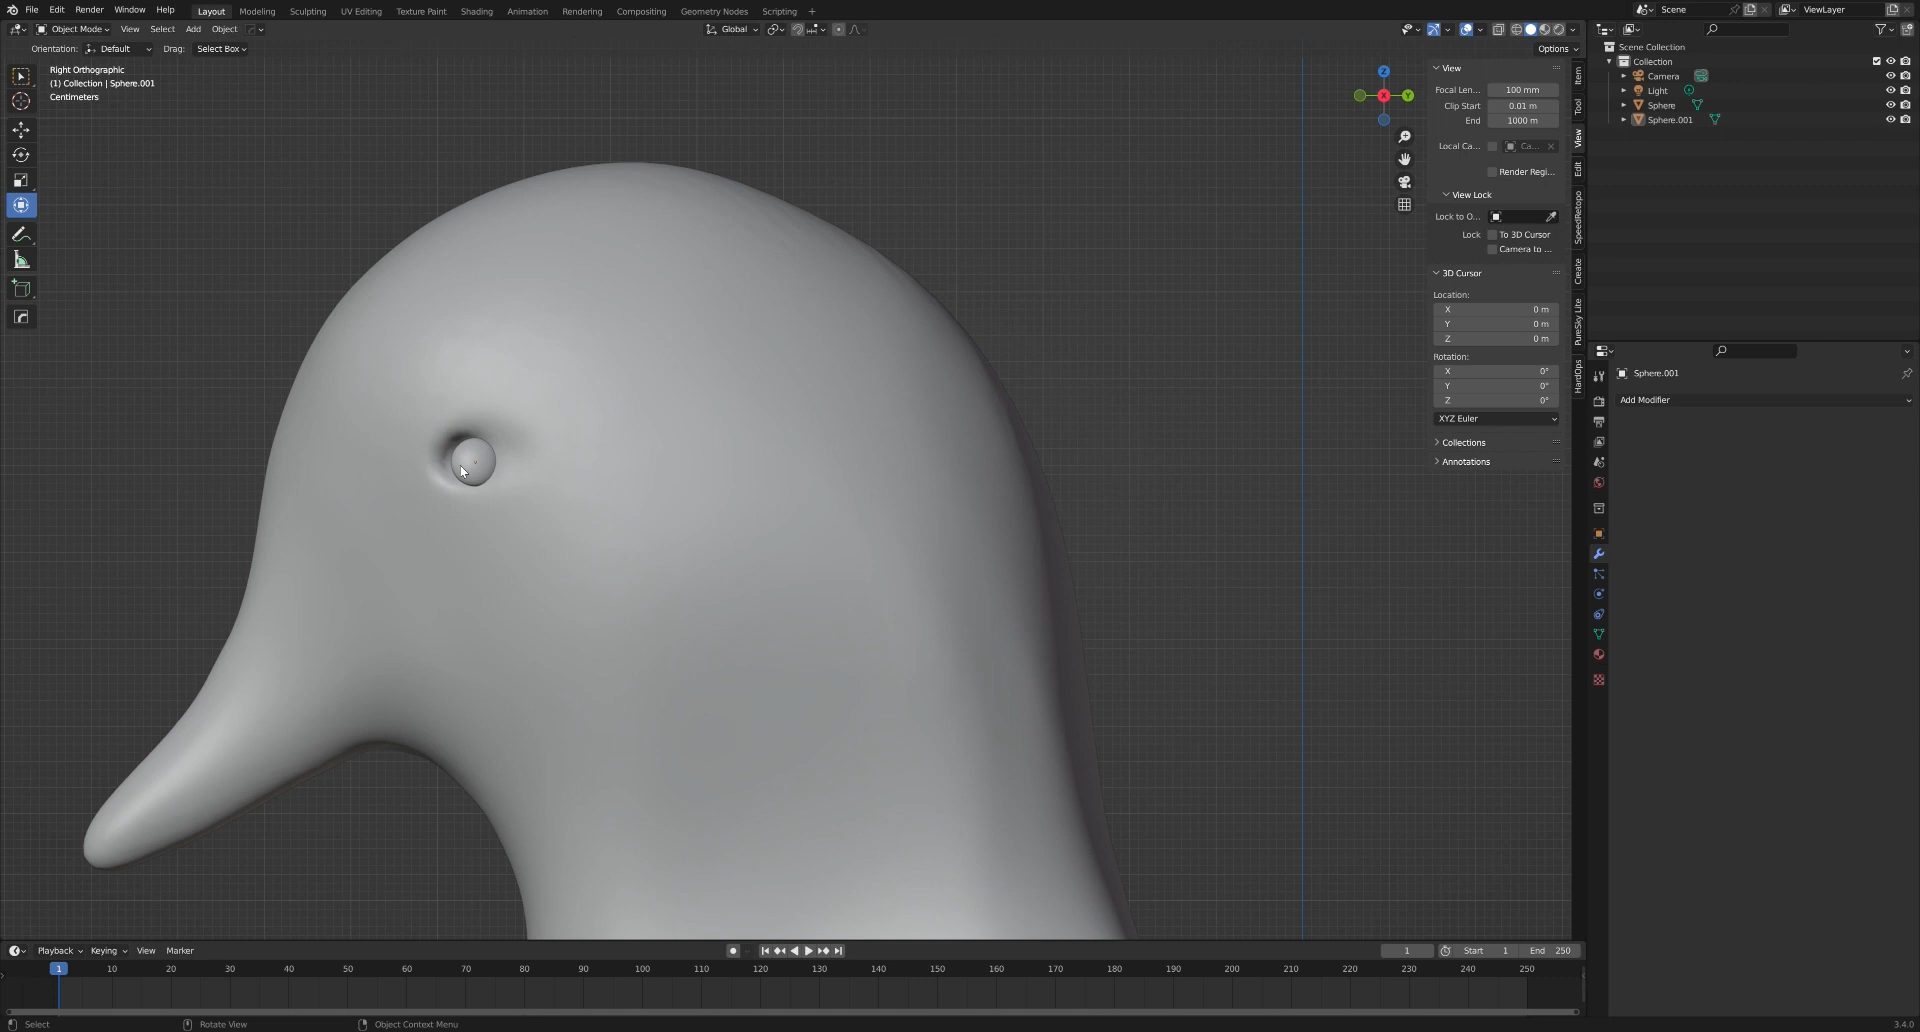 File Edit Render Window Help Layout Modeling Sculpting UV Editing Texture Paint Shading Animation Rendering Compositing Geometry Nodes Scripting + Scene ViewLayer
Object Mode View Select Add Object Global
Orientation: Default Drag: Select Box Options
Right Orthographic
(1) Collection | Sphere.001
Centimeters
Z
X
Y
View
Focal Len... 100 mm
Clip Start 0.01 m
End 1000 m
Local Ca... Ca...
Render Regi...
View Lock
Lock to O...
Lock To 3D Cursor
Camera to ...
3D Cursor
Location:
X 0 m
Y 0 m
Z 0 m
Rotation:
X 0°
Y 0°
Z 0°
XYZ Euler
Collections
Annotations
Item
Tool
View
Edit
SpeedRetopo
Create
PureSky Lite
HardOps
Scene Collection
Collection
Camera
Light
Sphere
Sphere.001
Sphere.001
Add Modifier
Playback Keying View Marker 1 Start 1 End 250
1 10 20 30 40 50 60 70 80 90 100 110 120 130 140 150 160 170 180 190 200 210 220 230 240 250
Select Rotate View Object Context Menu 3.4.0